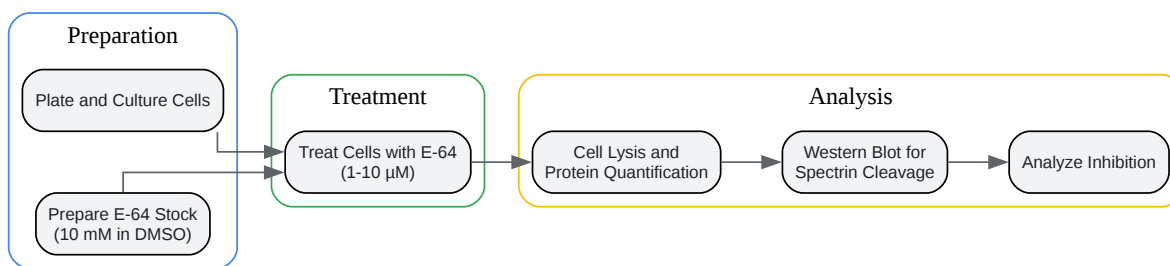 Preparation
Plate and Culture Cells
Prepare E-64 Stock
(10 mM in DMSO)
Treatment
Treat Cells with E-64
(1-10 µM)
Analysis
Cell Lysis and
Protein Quantification
Western Blot for
Spectrin Cleavage
Analyze Inhibition